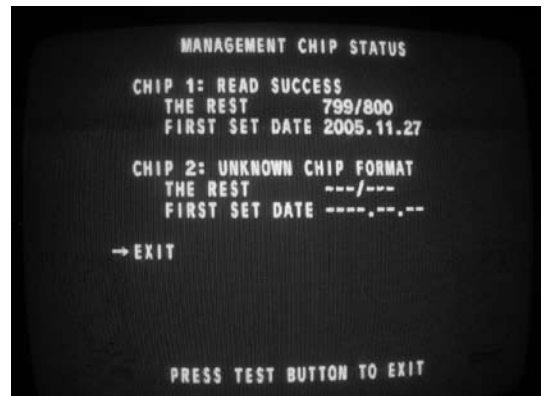 MANAGEMENT CHIP STATUS
CHIP 1: READ SUCCESS
THE REST 799/800
FIRST SET DATE 2005.11.27
CHIP 2: UNKNOWN CHIP FORMAT
THE REST ---/---
FIRST SET DATE ----.--.--
→EXIT
PRESS TEST BUTTON TO EXIT